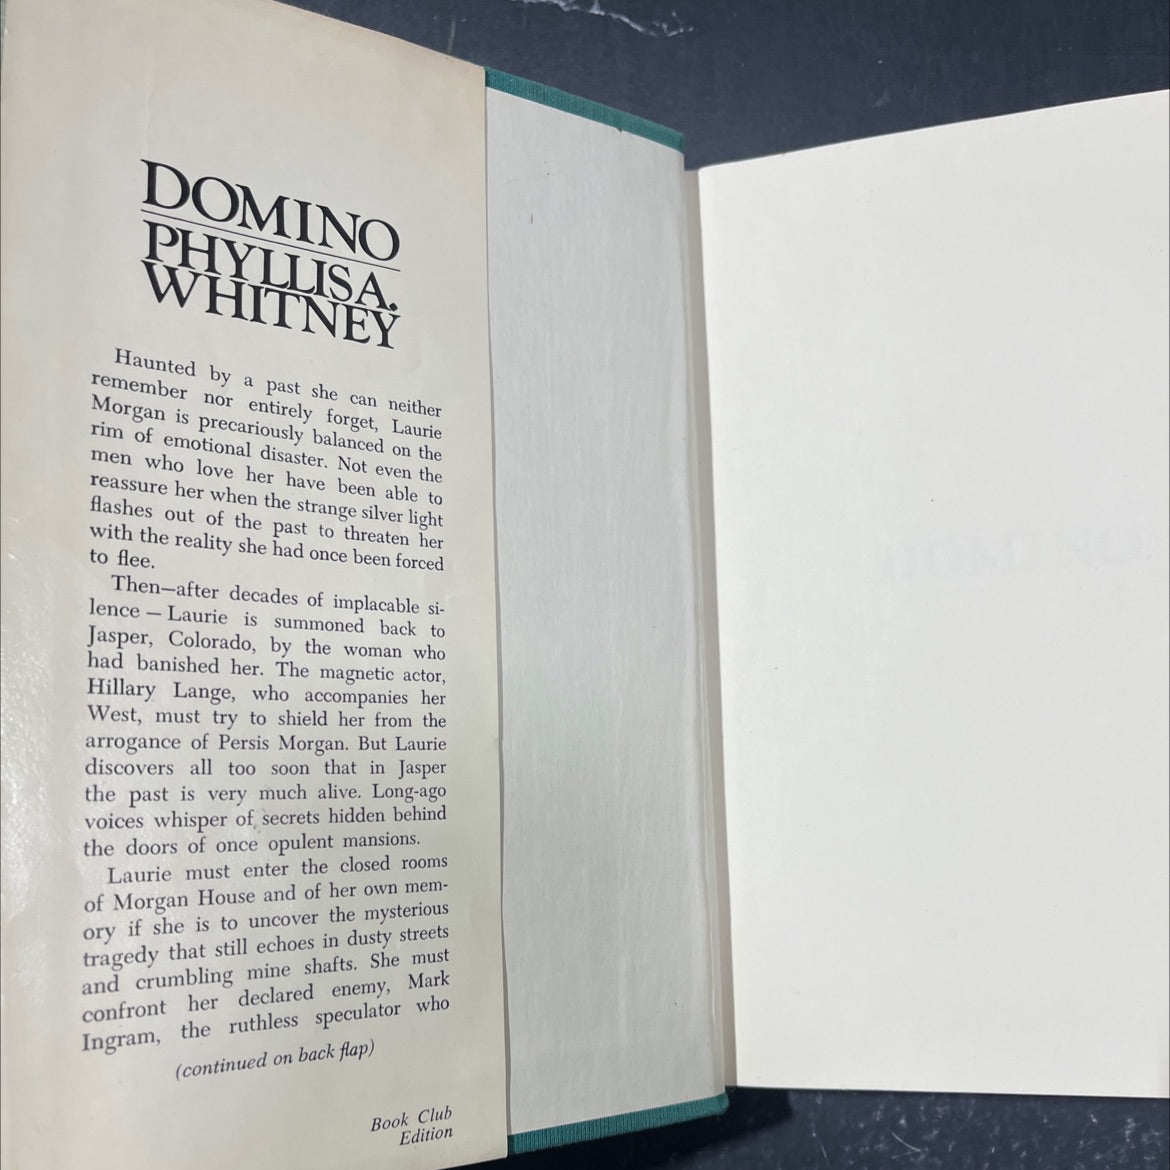 DOMINO
PHYLLIS A.
WHITNEY
Haunted by a past she can neither
remember nor entirely forget, Laurie
Morgan is precariously balanced on the
rim of emotional disaster. Not even the
men who love her have been able to
reassure her when the strange silver light
flashes out of the past to threaten her
with the reality she had once been forced
to flee.
Then—after decades of implacable si-
lence — Laurie is summoned back to
Jasper, Colorado, by the woman who
had banished her. The magnetic actor,
Hillary Lange, who accompanies her
West, must try to shield her from the
arrogance of Persis Morgan. But Laurie
discovers all too soon that in Jasper
the past is very much alive. Long-ago
voices whisper of secrets hidden behind
the doors of once opulent mansions.
Laurie must enter the closed rooms
of Morgan House and of her own mem-
ory if she is to uncover the mysterious
tragedy that still echoes in dusty streets
and crumbling mine shafts. She must
confront her declared enemy, Mark
Ingram, the ruthless speculator who
(continued on back flap)
Book Club
Edition